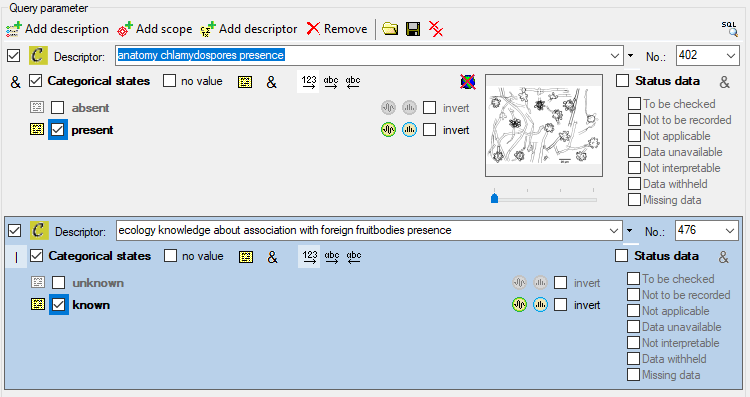 Query parameter
Add description Add scope Add descriptor Remove SQL
C Descriptor: anatomy chlamydospores presence No.: 402
& Categorical states no value & 123 abc abc Status data &
absent invert To be checked
present invert Not to be recorded
Not applicable
Data unavailable
Not interpretable
Data withheld
Missing data
C Descriptor: ecology knowledge about association with foreign fruitbodies presence No.: 476
| Categorical states no value & 123 abc abc Status data &
unknown invert To be checked
known invert Not to be recorded
Not applicable
Data unavailable
Not interpretable
Data withheld
Missing data